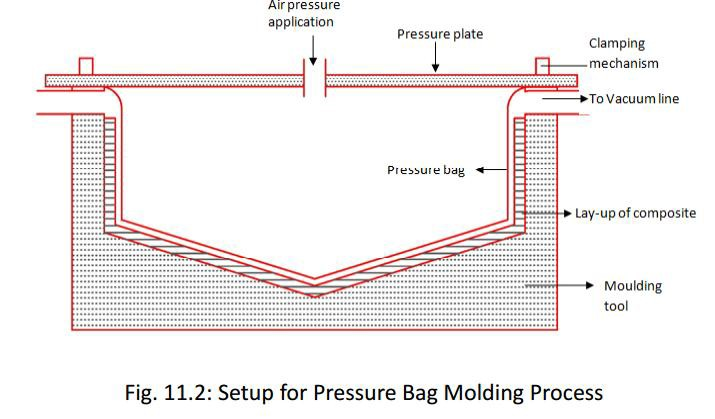 Air pressure
application
Pressure plate
Clamping
mechanism
To Vacuum line
Pressure bag
Lay-up of composite
Moulding
tool
Fig. 11.2: Setup for Pressure Bag Molding Process